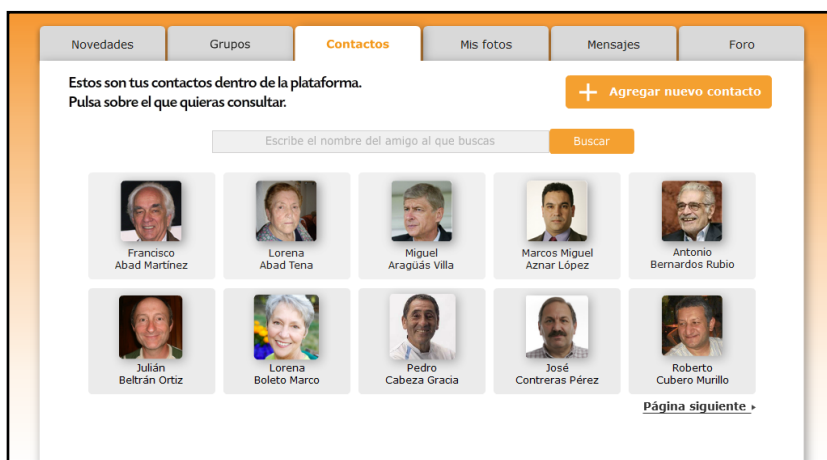 Novedades
Grupos
Contactos
Mis fotos
Mensajes
Foro
Estos son tus contactos dentro de la plataforma.
Pulsa sobre el que quieras consultar.
Agregar nuevo contacto
Escribe el nombre del amigo al que buscas
Buscar
Francisco
Abad Martínez
Lorena
Abad Tena
Miguel
Aragüás Villa
Marcos Miguel
Aznar López
Antonio
Bernardos Rubio
Julián
Beltrán Ortiz
Lorena
Boleto Marco
Pedro
Cabeza Gracia
José
Contreras Pérez
Roberto
Cubero Murillo
Página siguiente